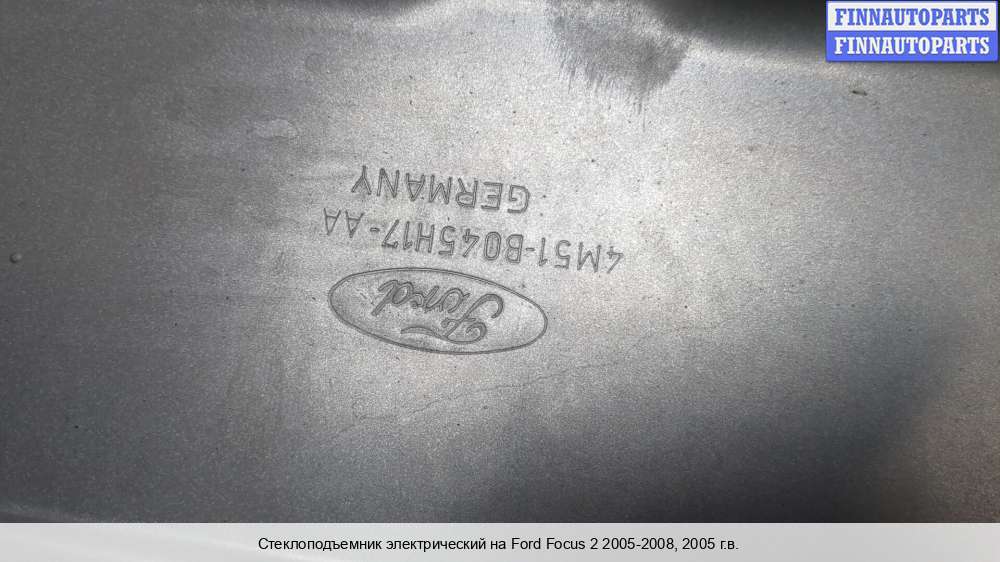 FINNAUTOPARTS
FINNAUTOPARTS
Ford
4M51-B045H17-AA
GERMANY
Стеклоподъемник электрический на Ford Focus 2 2005-2008, 2005 г.в.